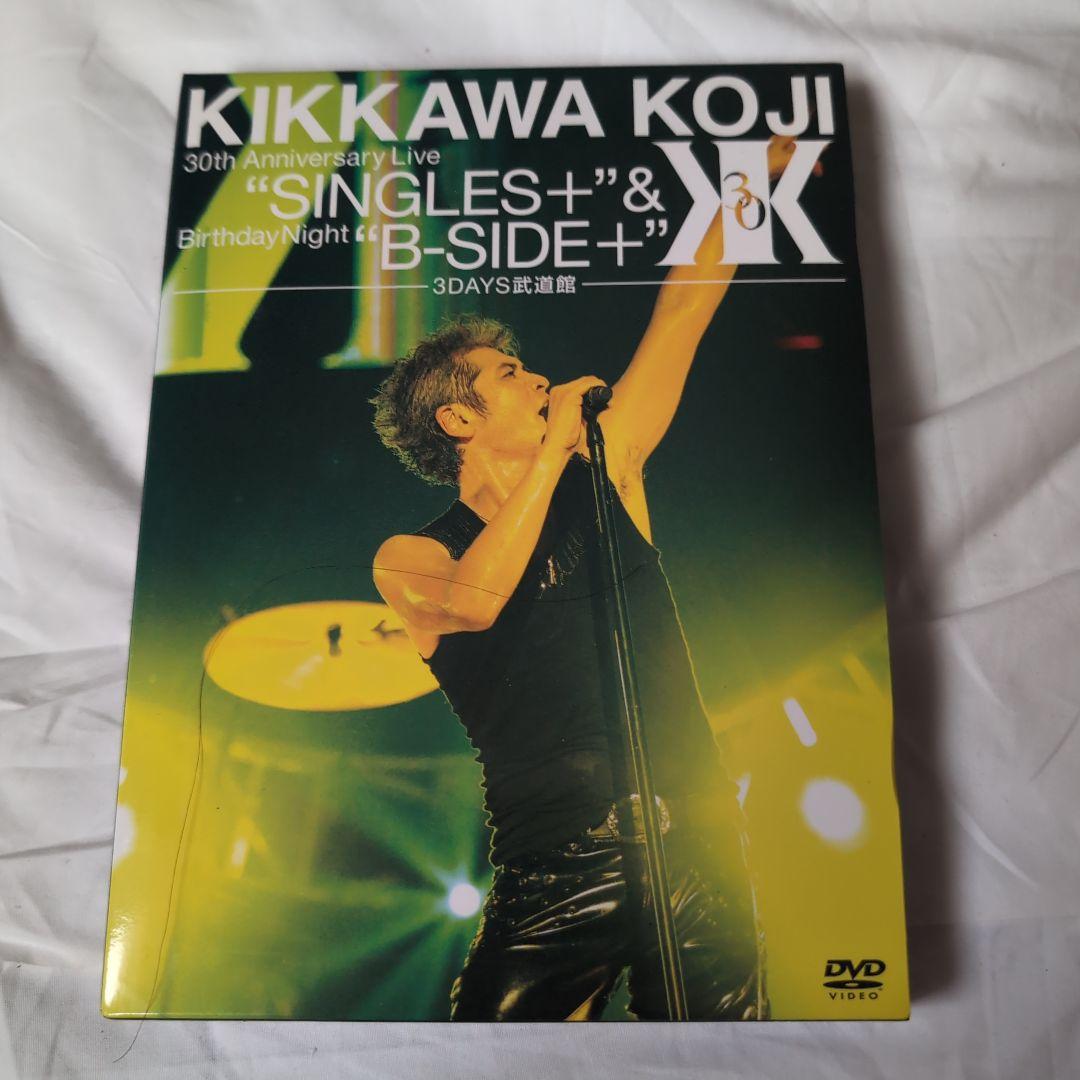 KIKKAWA KOJI
30th Anniversary Live
“SINGLES+” &
Birthday Night “B-SIDE+”
KK
30
3DAYS武道館
DVD
VIDEO